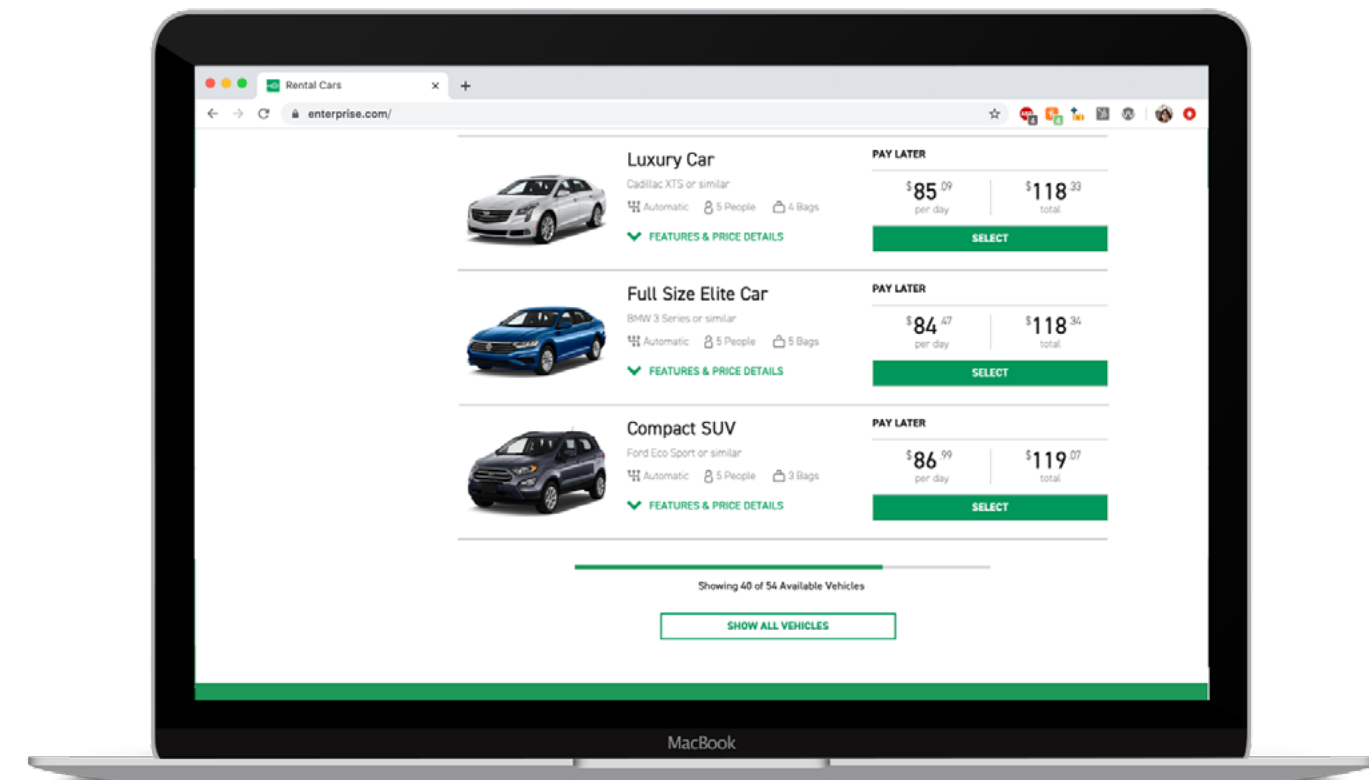 Rental Cars
enterprise.com/
Luxury Car
Cadillac XTS or similar
Automatic 5 People 4 Bags
FEATURES & PRICE DETAILS
PAY LATER
$85.09 $118.33
per day total
SELECT
Full Size Elite Car
BMW 3 Series or similar
Automatic 5 People 5 Bags
FEATURES & PRICE DETAILS
PAY LATER
$84.47 $118.34
per day total
SELECT
Compact SUV
Ford Eco Sport or similar
Automatic 5 People 3 Bags
FEATURES & PRICE DETAILS
PAY LATER
$86.99 $119.07
per day total
SELECT
Showing 40 of 54 Available Vehicles
SHOW ALL VEHICLES
MacBook